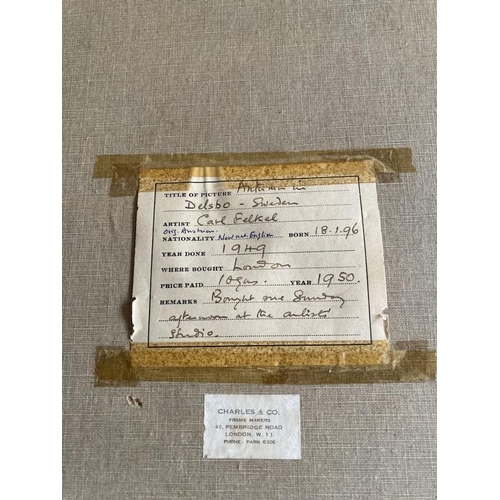 TITLE OF PICTURE Autumn in
Delsbo - Sweden
ARTIST Carl Felkel
orig. Austrian.
NATIONALITY Now nat. English BORN 18.1.96
YEAR DONE 1949
WHERE BOUGHT London
PRICE PAID 10gns. YEAR 1950.
REMARKS Bought one Sunday
afternoon at the artists
studio.
CHARLES & CO.
FRAME MAKERS
45, PEMBRIDGE ROAD
LONDON, W. 11.
PHONE: PARK 6306